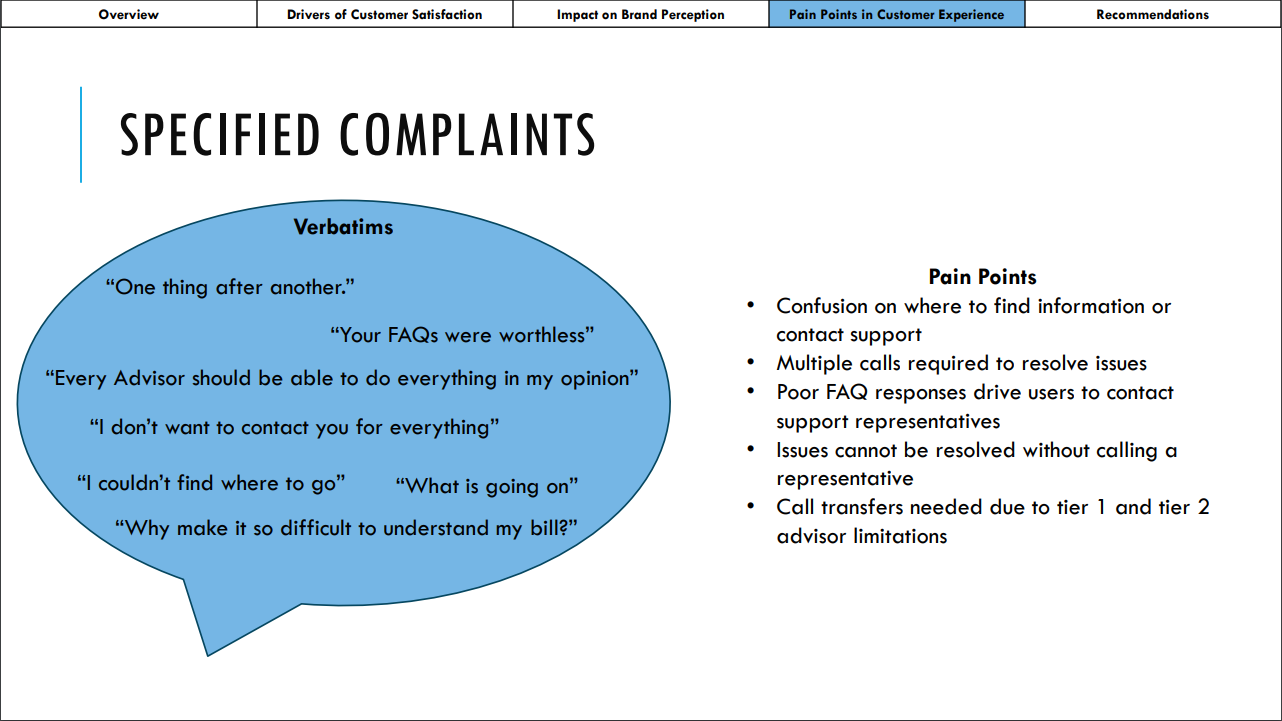 Overview
Drivers of Customer Satisfaction
Impact on Brand Perception
Pain Points in Customer Experience
Recommendations
SPECIFIED COMPLAINTS
Verbatims
“One thing after another.”
“Your FAQs were worthless”
“Every Advisor should be able to do everything in my opinion”
“I don’t want to contact you for everything”
“I couldn’t find where to go”
“What is going on”
“Why make it so difficult to understand my bill?”
Pain Points
• Confusion on where to find information or
contact support
• Multiple calls required to resolve issues
• Poor FAQ responses drive users to contact
support representatives
• Issues cannot be resolved without calling a
representative
• Call transfers needed due to tier 1 and tier 2
advisor limitations